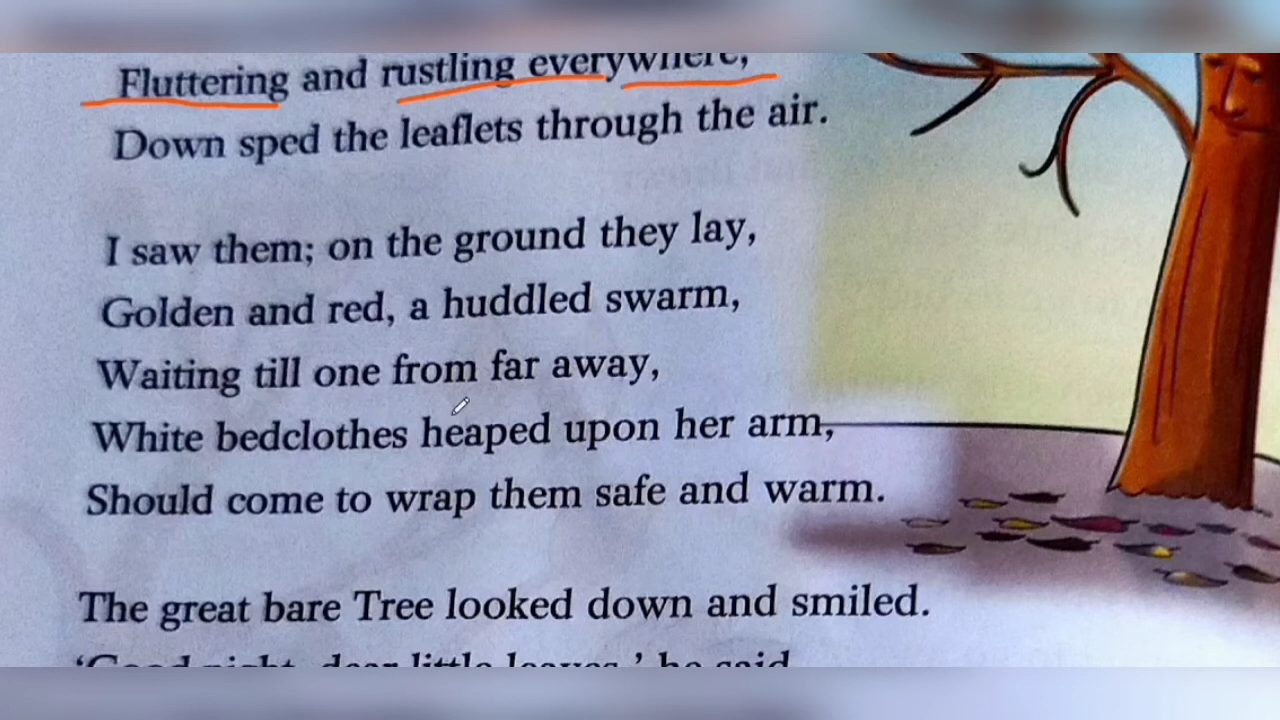 Fluttering and rustling everywhere,
Down sped the leaflets through the air.
I saw them; on the ground they lay,
Golden and red, a huddled swarm,
Waiting till one from far away,
White bedclothes heaped upon her arm,
Should come to wrap them safe and warm.
The great bare Tree looked down and smiled.
‘Good night, dear little leaves,’ he said